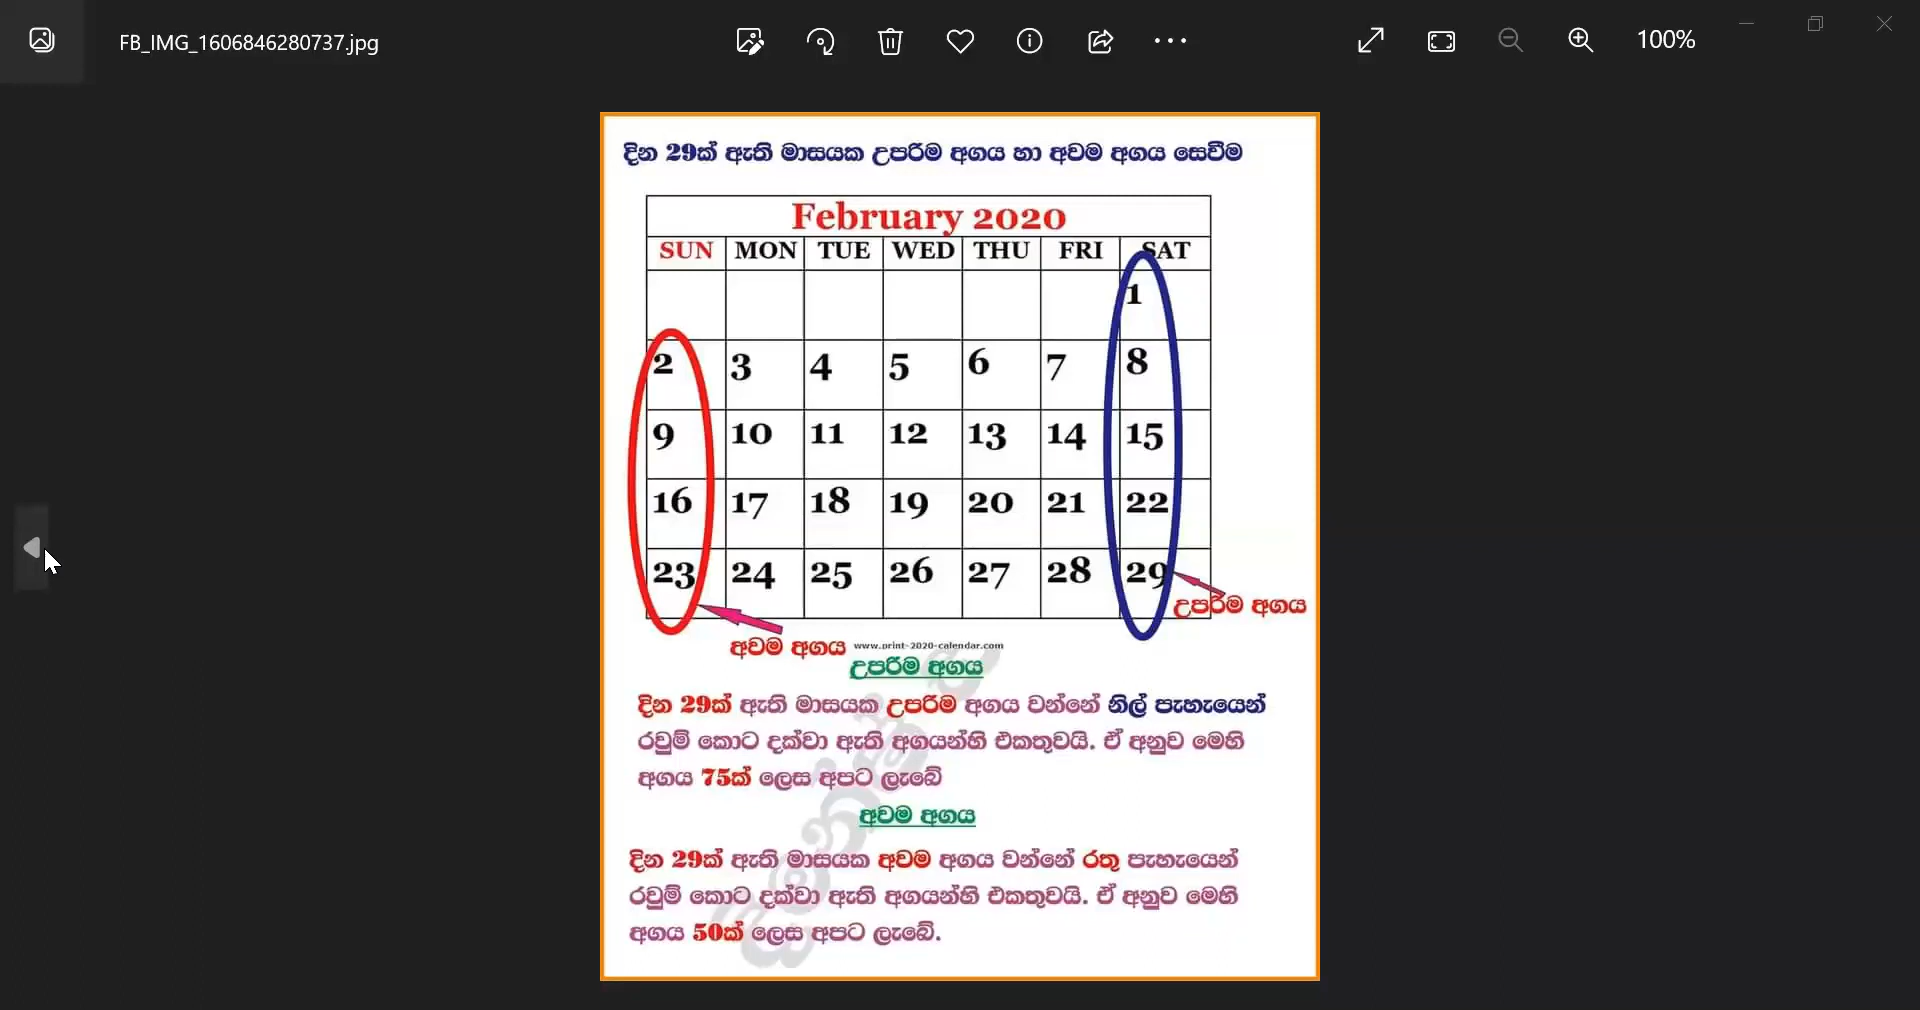 FB_IMG_1606846280737.jpg
100%
දින 29ක් ඇති මාසයක උපරිම අගය හා අවම අගය සෙවීම
February 2020
SUN MON TUE WED THU FRI SAT
1
2 3 4 5 6 7 8
9 10 11 12 13 14 15
16 17 18 19 20 21 22
23 24 25 26 27 28 29
උපරිම අගය
අවම අගය www.print-2020-calendar.com
උපරිම අගය
දින 29ක් ඇති මාසයක උපරිම අගය වන්නේ නිල් පැහැයෙන්
රවුම් කොට දක්වා ඇති අගයන්හි එකතුවයි. ඒ අනුව මෙහි
අගය 75ක් ලෙස අපට ලැබේ
අවම අගය
දින 29ක් ඇති මාසයක අවම අගය වන්නේ රතු පැහැයෙන්
රවුම් කොට දක්වා ඇති අගයන්හි එකතුවයි. ඒ අනුව මෙහි
අගය 50ක් ලෙස අපට ලැබේ.